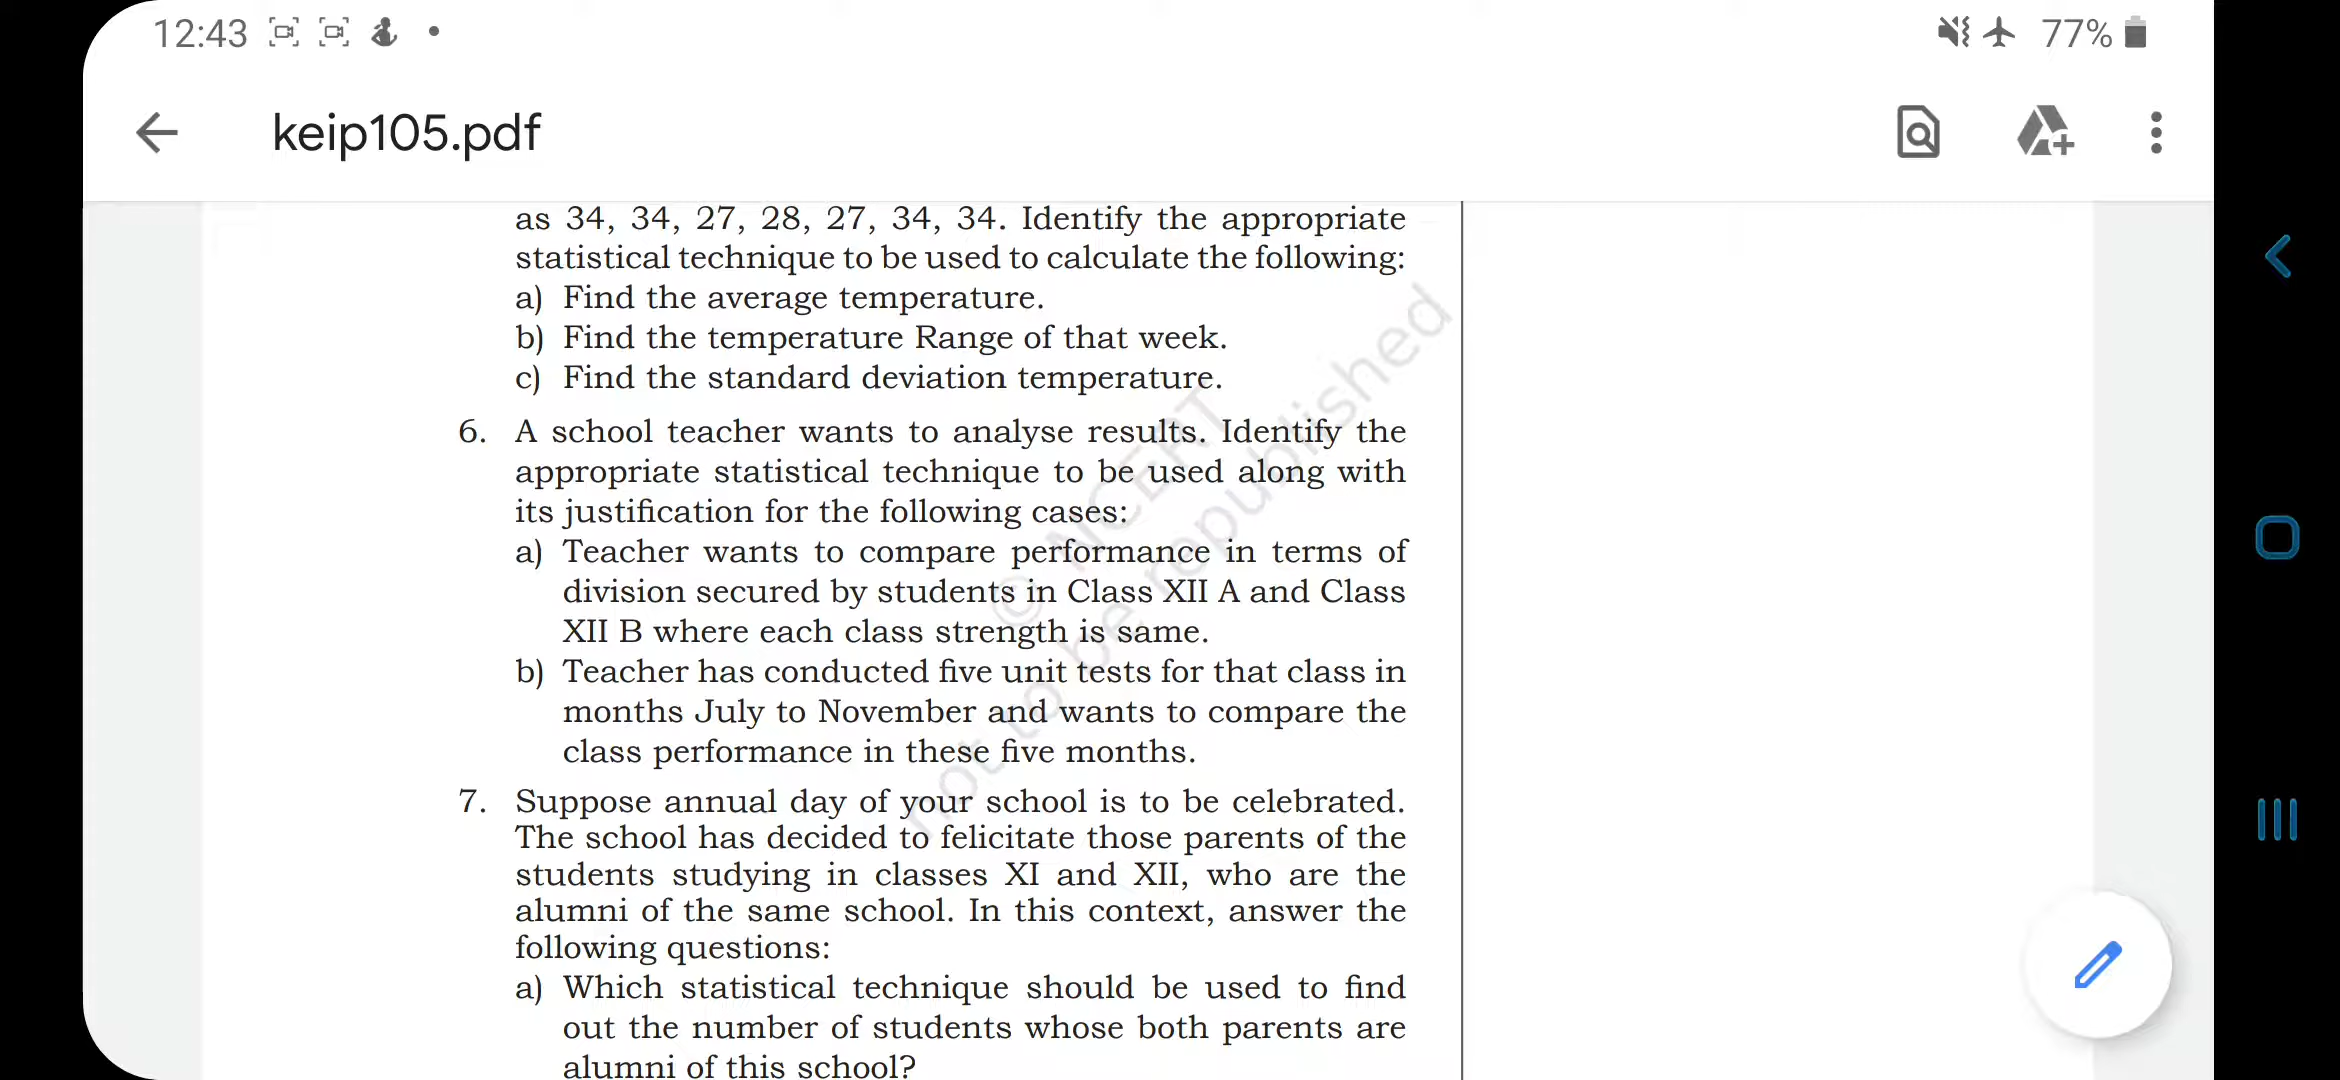 12:43
77%
keip105.pdf
as 34, 34, 27, 28, 27, 34, 34. Identify the appropriate
statistical technique to be used to calculate the following:
a) Find the average temperature.
b) Find the temperature Range of that week.
c) Find the standard deviation temperature.
6. A school teacher wants to analyse results. Identify the
appropriate statistical technique to be used along with
its justification for the following cases:
a) Teacher wants to compare performance in terms of
division secured by students in Class XII A and Class
XII B where each class strength is same.
b) Teacher has conducted five unit tests for that class in
months July to November and wants to compare the
class performance in these five months.
7. Suppose annual day of your school is to be celebrated.
The school has decided to felicitate those parents of the
students studying in classes XI and XII, who are the
alumni of the same school. In this context, answer the
following questions:
a) Which statistical technique should be used to find
out the number of students whose both parents are
alumni of this school?
© NCERT
not to be republished